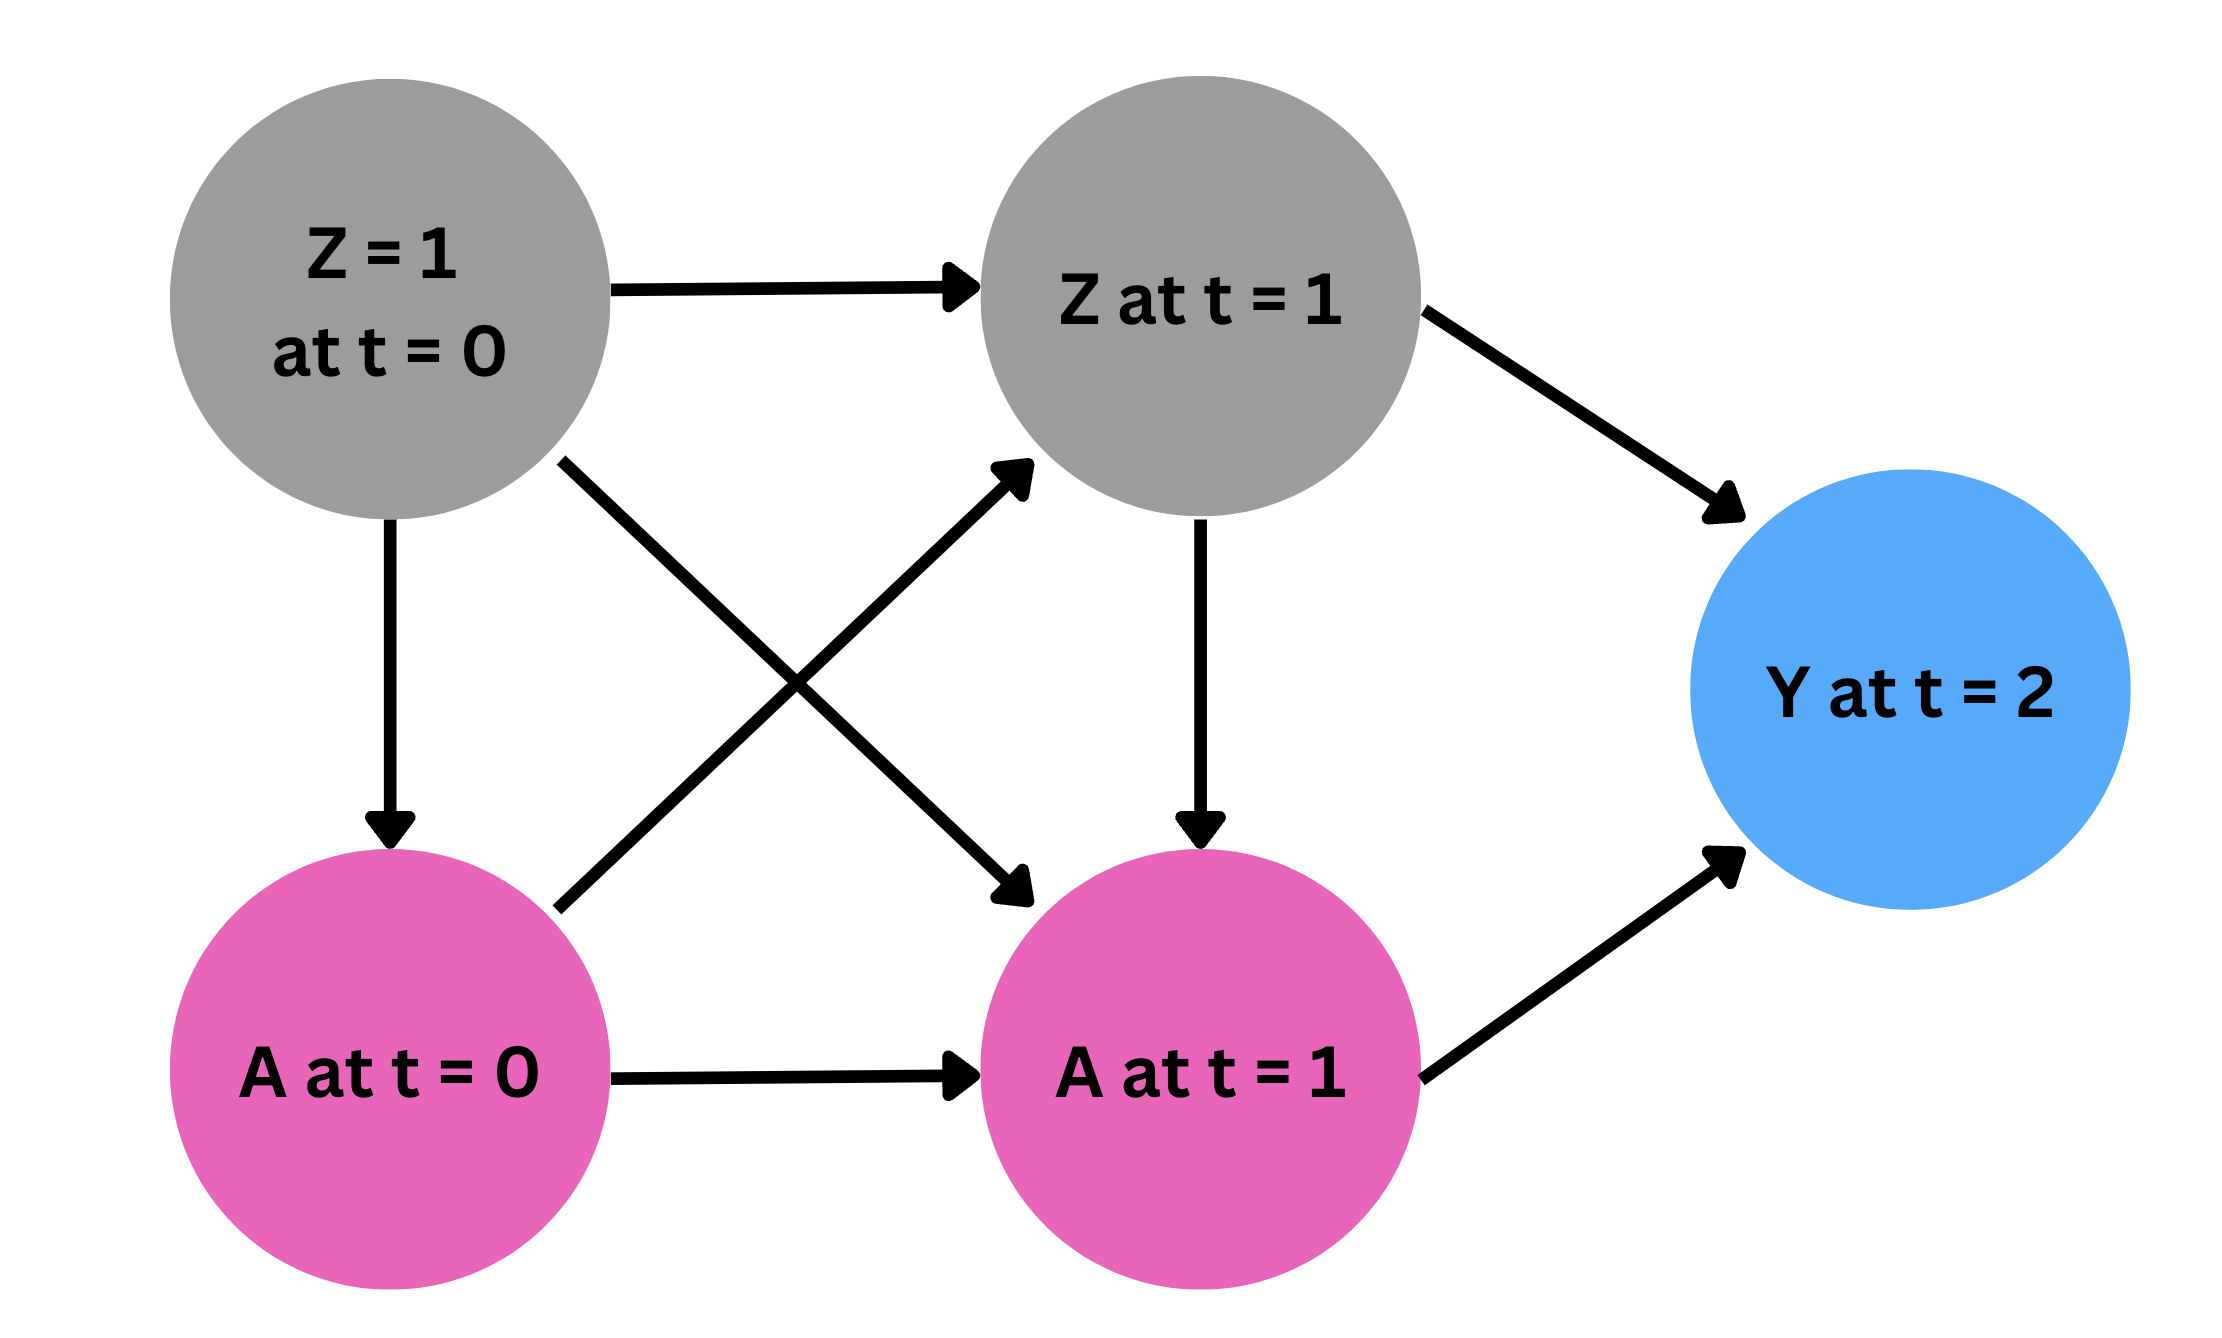 Z = 1
at t = 0
Z at t = 1
Y at t = 2
A at t = 0
A at t = 1